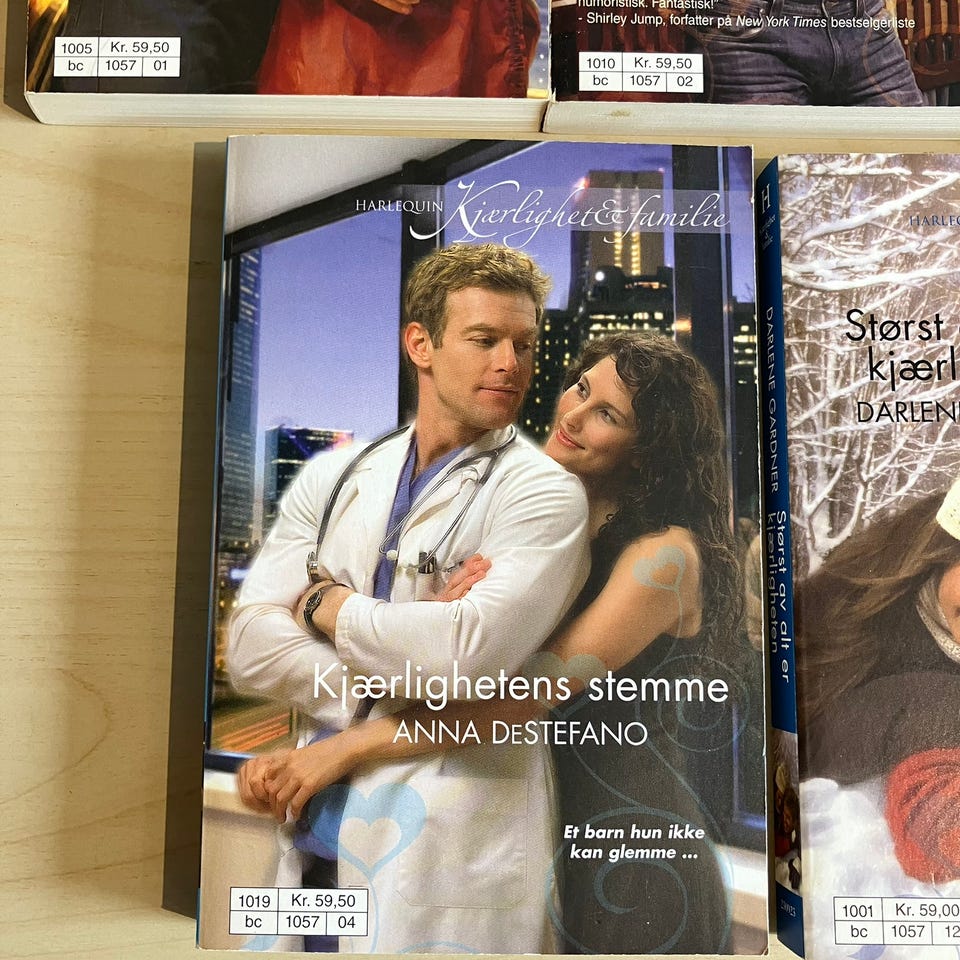 humoristisk. Fantastisk!"
- Shirley Jump, forfatter på New York Times bestselgerliste
1005 Kr. 59,50
bc 1057 01
1010 Kr. 59,50
bc 1057 02
HARLEQUIN Kjærlighet & familie
Kjærlighetens stemme
ANNA DESTEFANO
Et barn hun ikke
kan glemme ...
1019 Kr. 59,50
bc 1057 04
H
DARLENE GARDNER Størst av alt er
kjærligheten
Størst
kjærl
DARLEN
1001 Kr. 59,00
bc 1057 12